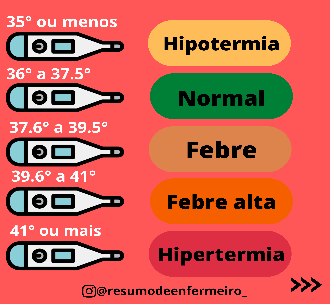 35° ou menos
Hipotermia
36° a 37.5°
Normal
37.6° a 39.5°
Febre
39.6° a 41°
Febre alta
41° ou mais
Hipertermia
@resumodeenfermeiro_